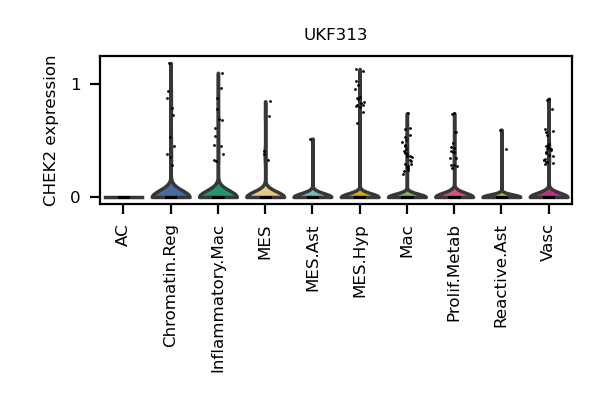 UKF313
CHEK2 expression
1
0
AC
Chromatin.Reg
Inflammatory.Mac
MES
MES.Ast
MES.Hyp
Mac
Prolif.Metab
Reactive.Ast
Vasc